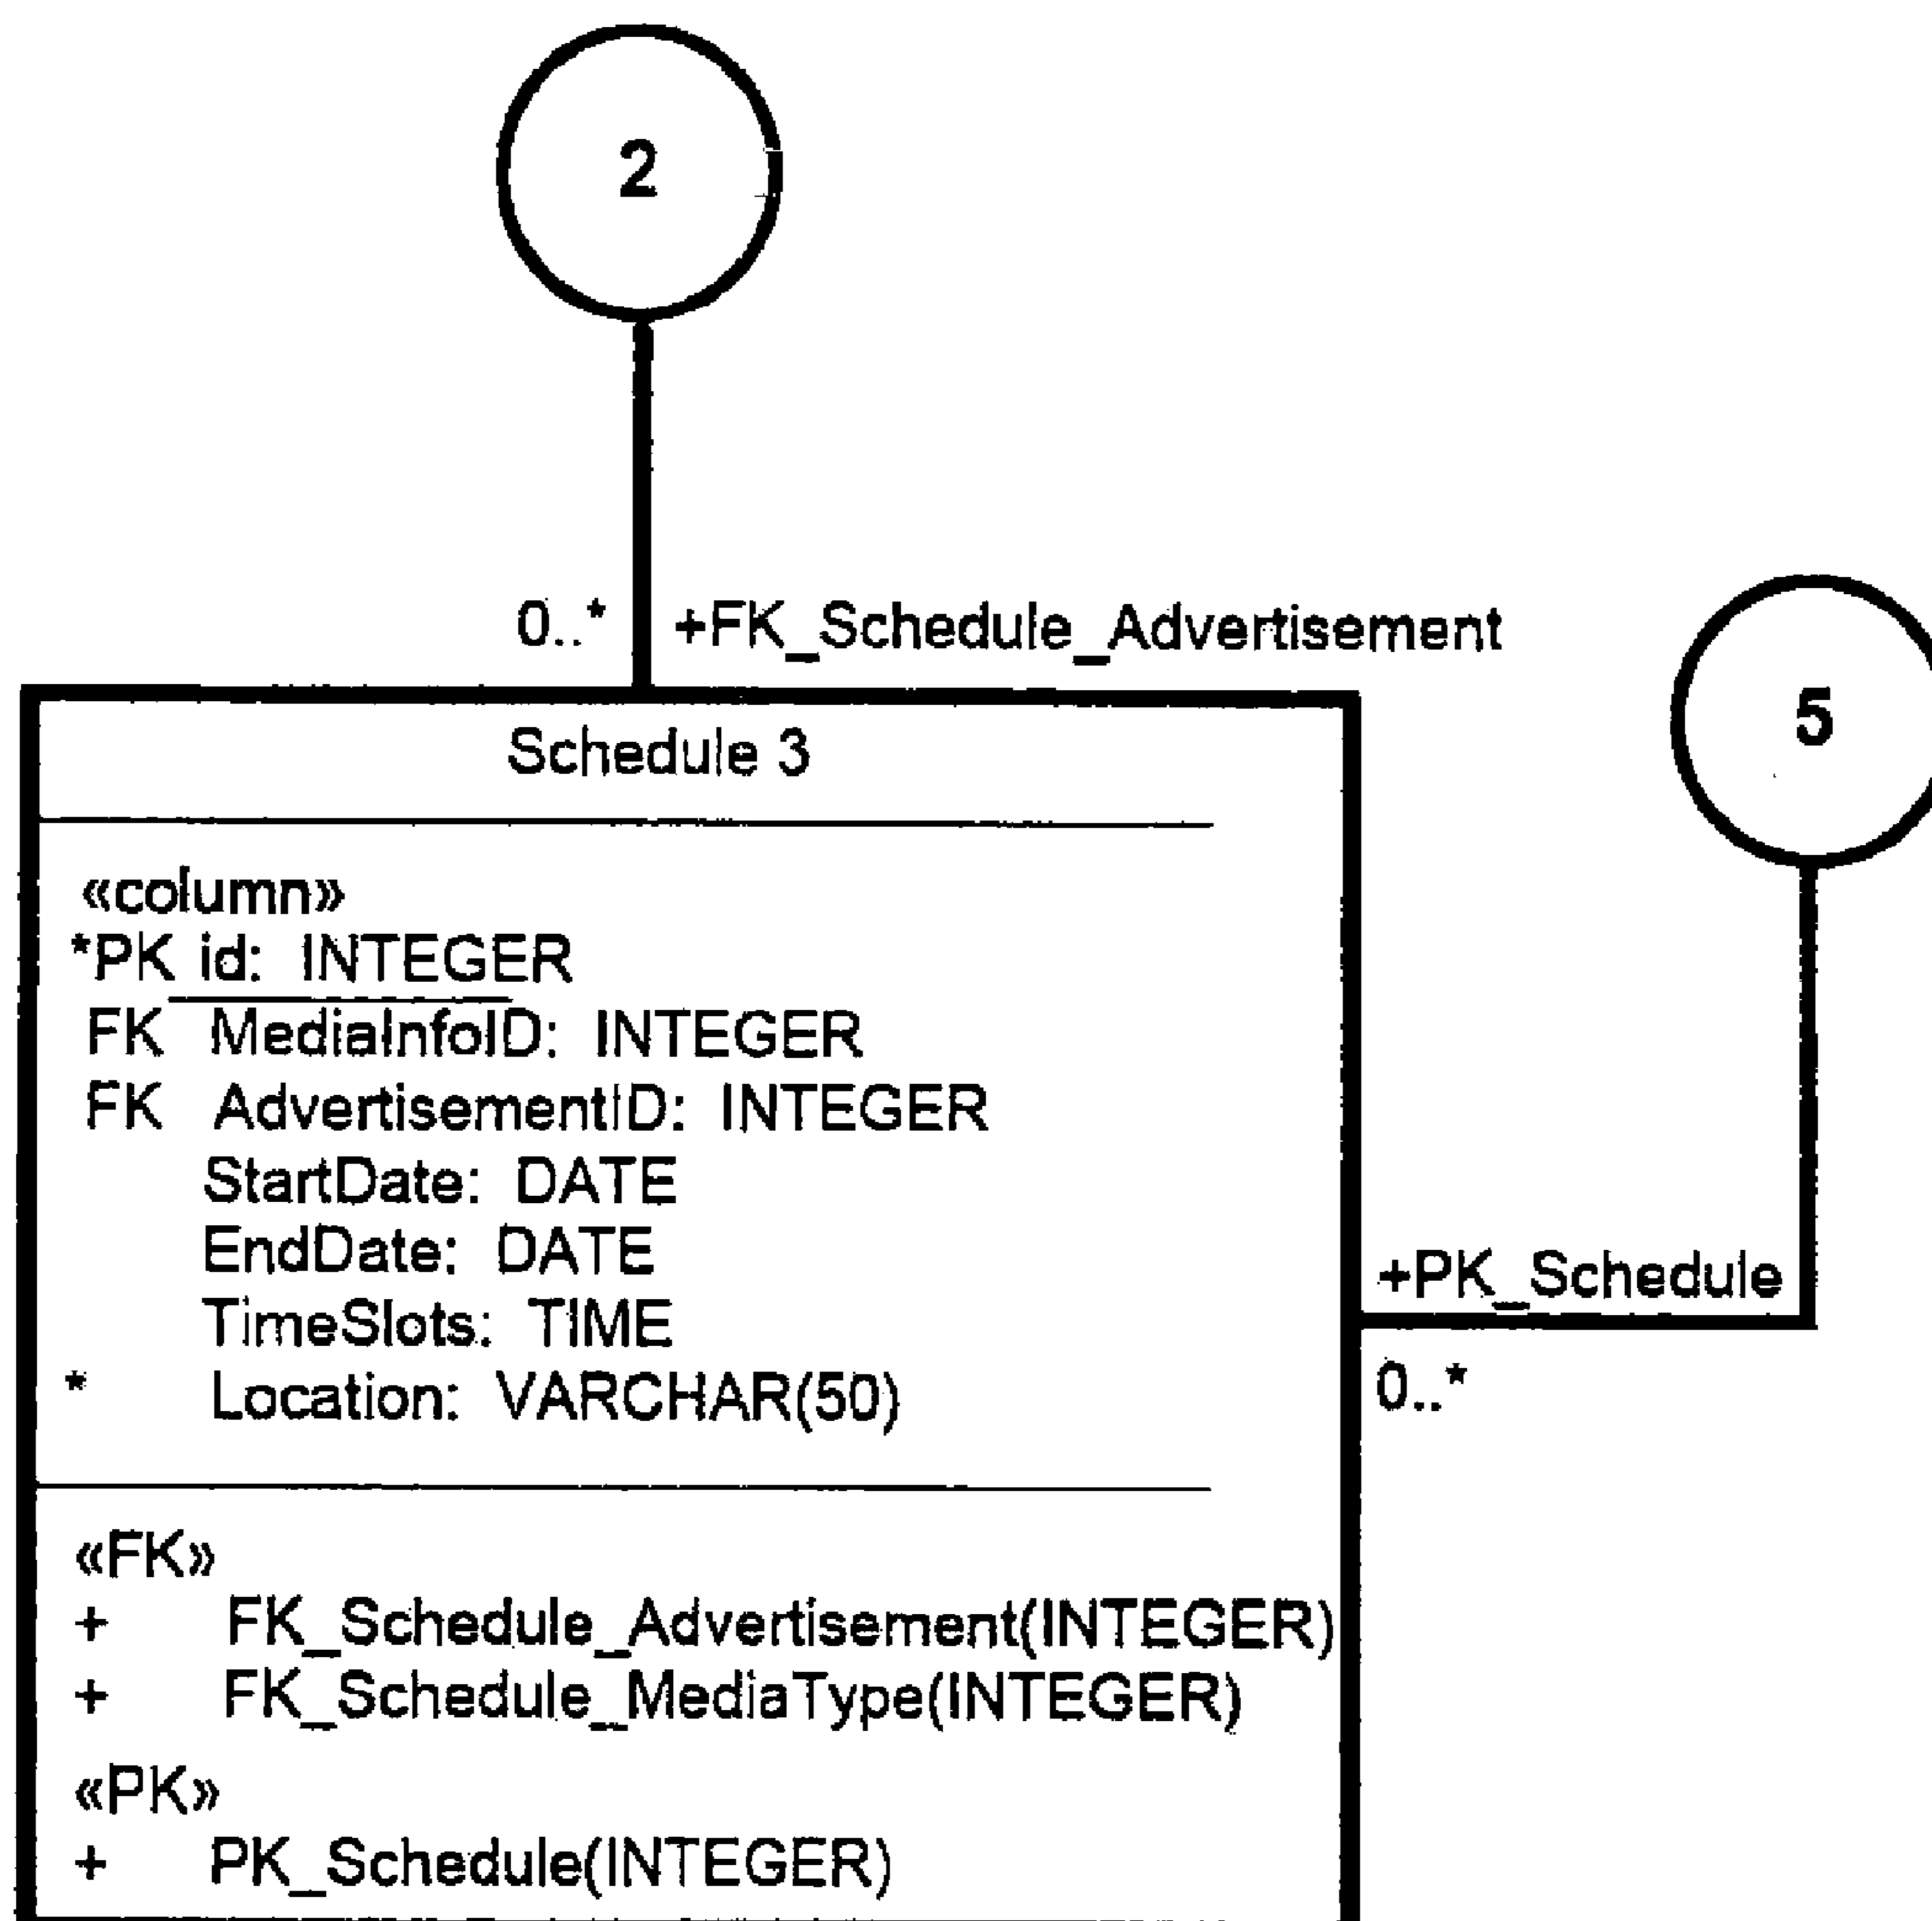 2
0..* +FK_Schedule_Advertisement
5
Schedule 3
«column»
*PK id: INTEGER
FK MediaInfoID: INTEGER
FK AdvertisementID: INTEGER
StartDate: DATE
EndDate: DATE
+PK_Schedule
TimeSlots: TIME
* Location: VARCHAR(50)
0..*
«FK»
+ FK_Schedule_Advertisement(INTEGER)
+ FK_Schedule_MediaType(INTEGER)
«PK»
+ PK_Schedule(INTEGER)